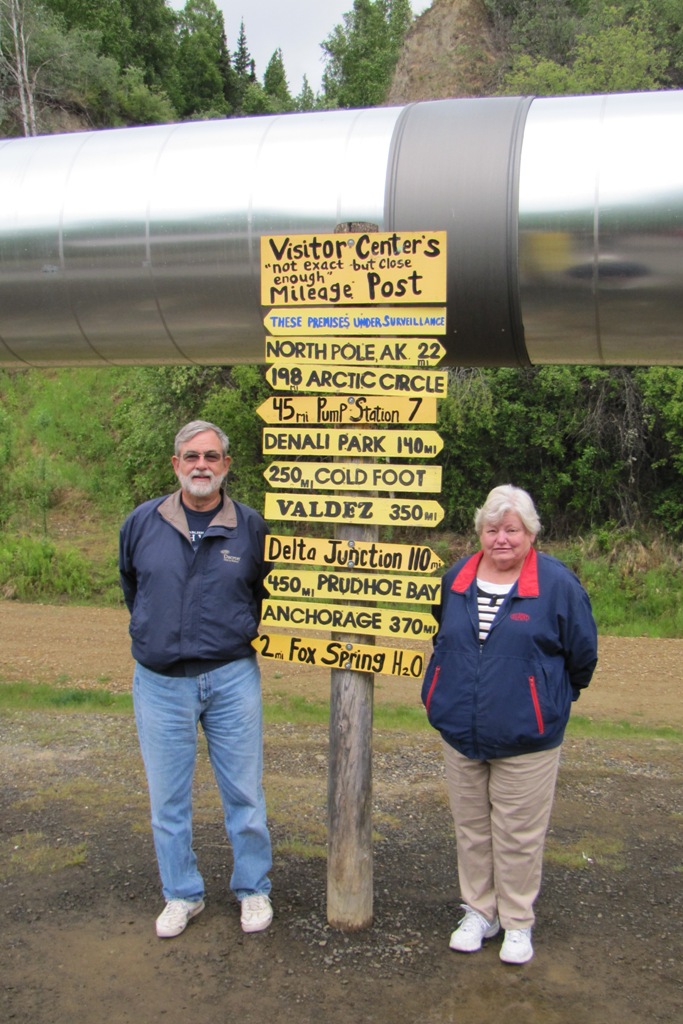 Visitor Center's
"not exact but close
enough"
Mileage Post
THESE PREMISES UNDER SURVEILLANCE
NORTH POLE, AK. 22 mi
198 ARCTIC CIRCLE
45 mi Pump Station 7
DENALI PARK 140 mi
250 mi COLD FOOT
VALDEZ 350 mi
Delta Junction 110 mi
450 mi PRUDHOE BAY
ANCHORAGE 370 mi
2 mi Fox Spring H2O